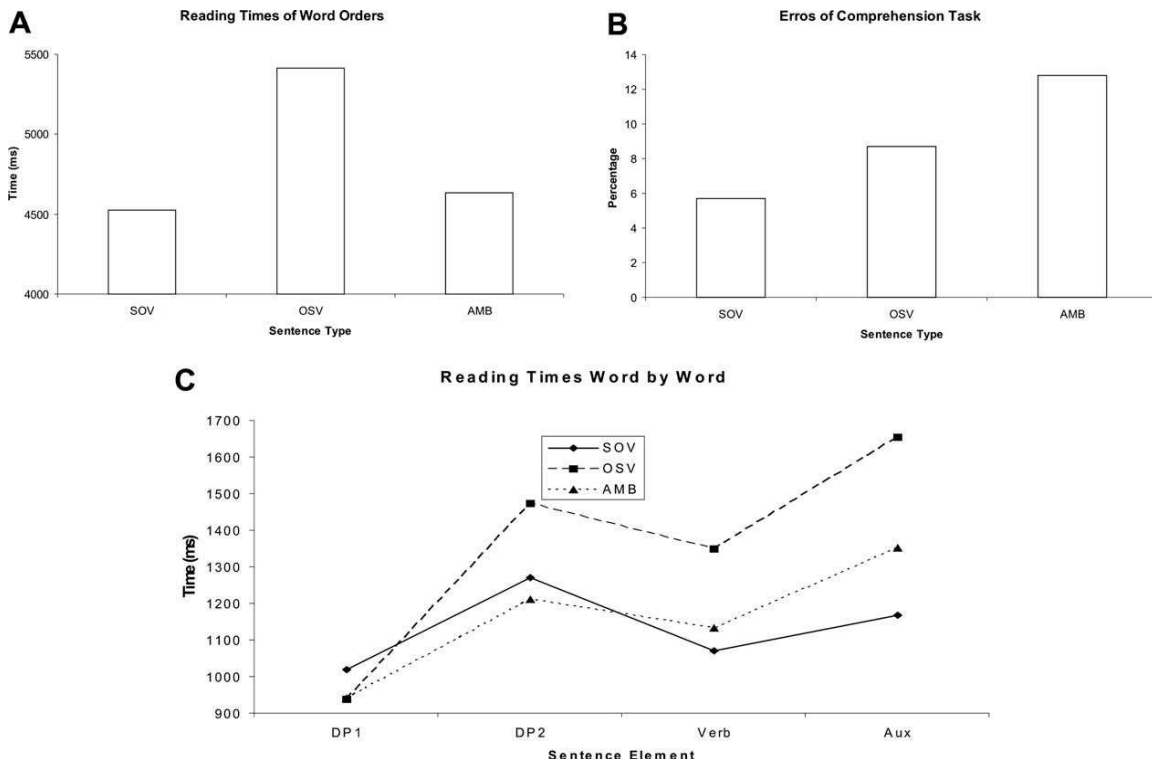 A
Reading Times of Word Orders
5500
5000
4500
4000
Time (ms)
SOV
OSV
AMB
Sentence Type
B
Erros of Comprehension Task
14
12
10
8
6
4
2
0
Percentage
SOV
OSV
AMB
Sentence Type
C
Reading Times Word by Word
1700
1600
1500
1400
1300
1200
1100
1000
900
Time (ms)
SOV
OSV
AMB
DP1
DP2
Verb
Aux
Sentence Element